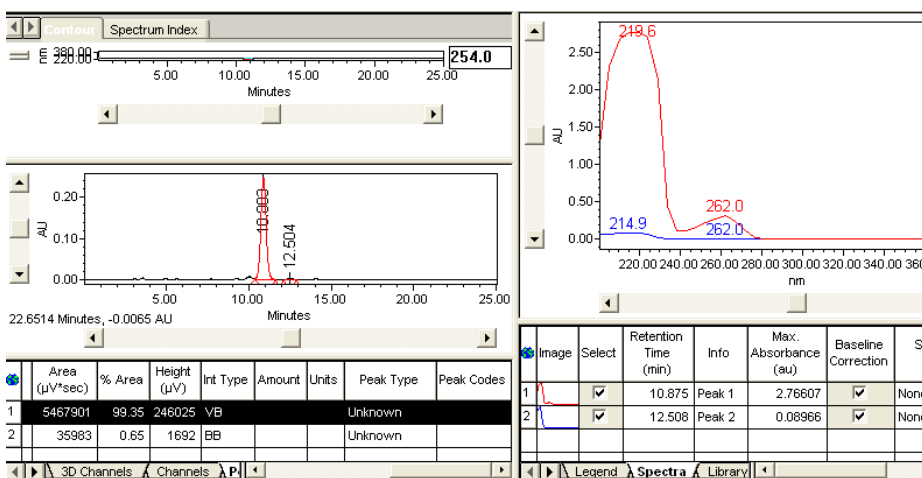 Contour Spectrum Index
380.00
220.00
254.0
5.00 10.00 15.00 20.00 25.00
Minutes
0.20
0.10
0.00
AU
12.504
5.00 10.00 15.00 20.00 25.00
22.6514 Minutes, -0.0065 AU
Minutes
Area (µV*sec) % Area Height (µV) Int Type Amount Units Peak Type Peak Codes
1 5467901 99.35 246025 VB Unknown
2 35983 0.65 1692 BB Unknown
3D Channels Channels
219.6
2.50
2.00
1.50
1.00
0.50
0.00
AU
262.0
214.9
262.0
220.00 240.00 260.00 280.00 300.00 320.00 340.00
nm
Image Select Retention Time (min) Info Max. Absorbance (au) Baseline Correction
1 10.875 Peak 1 2.76607
2 12.508 Peak 2 0.08966
Legend Spectra Library